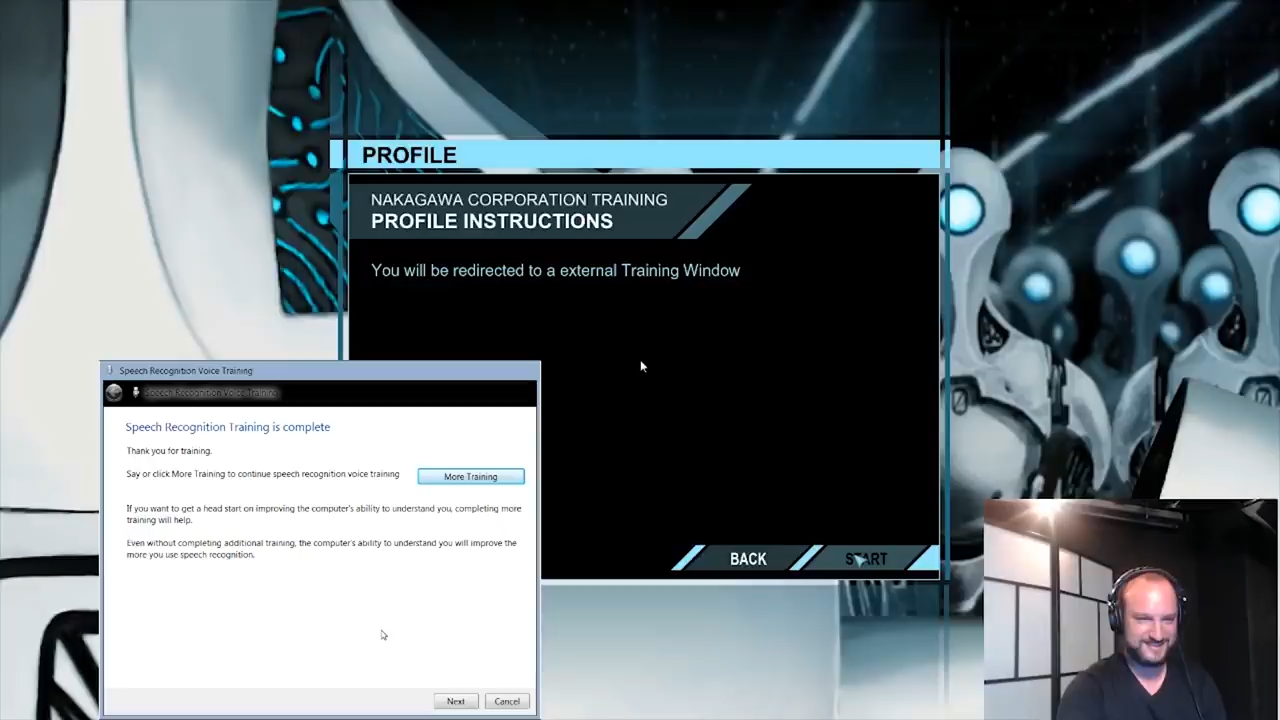 PROFILE
NAKAGAWA CORPORATION TRAINING
PROFILE INSTRUCTIONS
You will be redirected to a external Training Window
BACK
START
Speech Recognition Voice Training
Speech Recognition Voice Training
Speech Recognition Training is complete
Thank you for training.
Say or click More Training to continue speech recognition voice training
More Training
If you want to get a head start on improving the computer's ability to understand you, completing more
training will help.
Even without completing additional training, the computer's ability to understand you will improve the
more you use speech recognition.
Next
Cancel